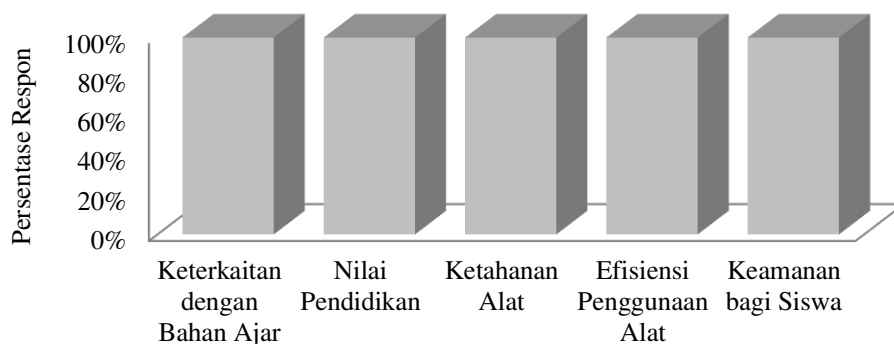 Persentase Respon
100%
80%
60%
40%
20%
0%
Keterkaitan
dengan
Bahan Ajar
Nilai
Pendidikan
Ketahanan
Alat
Efisiensi
Penggunaan
Alat
Keamanan
bagi Siswa